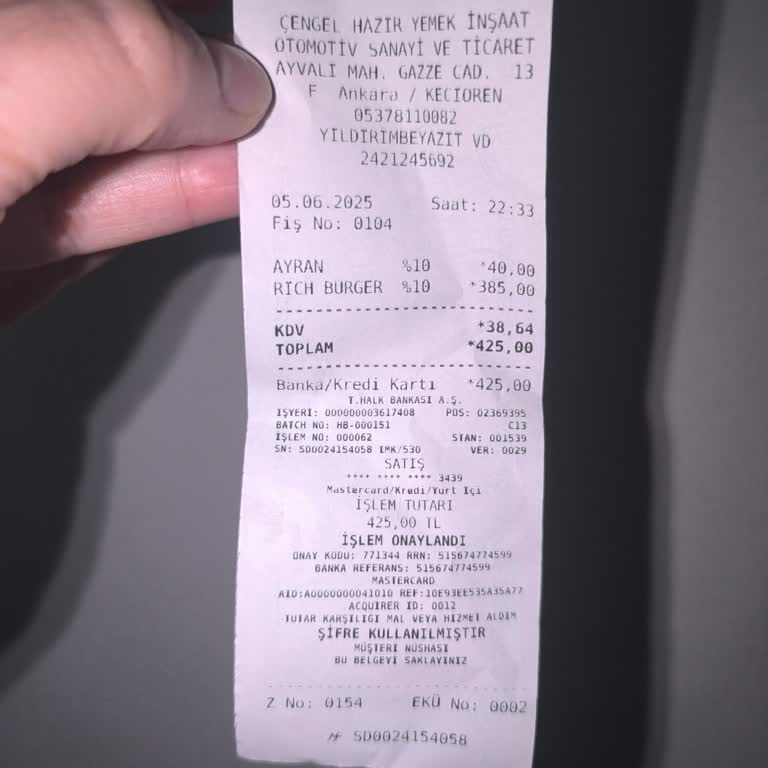 ÇENGEL HAZIR YEMEK İNŞAAT
OTOMOTİV SANAYİ VE TİCARET
AYVALI MAH. GAZZE CAD. 13
F Ankara / KECIOREN
05378110082
YILDIRIMBEYAZIT VD
2421245692
05.06.2025 Saat: 22:33
Fiş No: 0104
AYRAN %10 *40,00
RICH BURGER %10 *385,00
KDV *38,64
TOPLAM *425,00
Banka/Kredi Kartı *425,00
T.HALK BANKASI A.Ş.
İŞYERİ: 000000003617408 POS: 02369395
BATCH NO: HB-000151 C13
İŞLEM NO: 000062 STAN: 001539
SN: SD0024154058 IMK/530 VER: 0029
SATIŞ
**** **** **** 3439
Mastercard/Kredi/Yurt İçi
İŞLEM TUTARI
425,00 TL
İŞLEM ONAYLANDI
ONAY KODU: 771344 RRN: 515674774599
BANKA REFERANS: 515674774599
MASTERCARD
AID:A0000000041010 REF:10E93EE535A35A77
ACQUIRER ID: 0012
TUTAR KARŞILIĞI MAL VEYA HİZMET ALDIM
ŞİFRE KULLANILMIŞTIR
MÜŞTERİ NÜSHASI
BU BELGEYİ SAKLAYINIZ
Z No: 0154 EKÜ No: 0002
MF SD0024154058